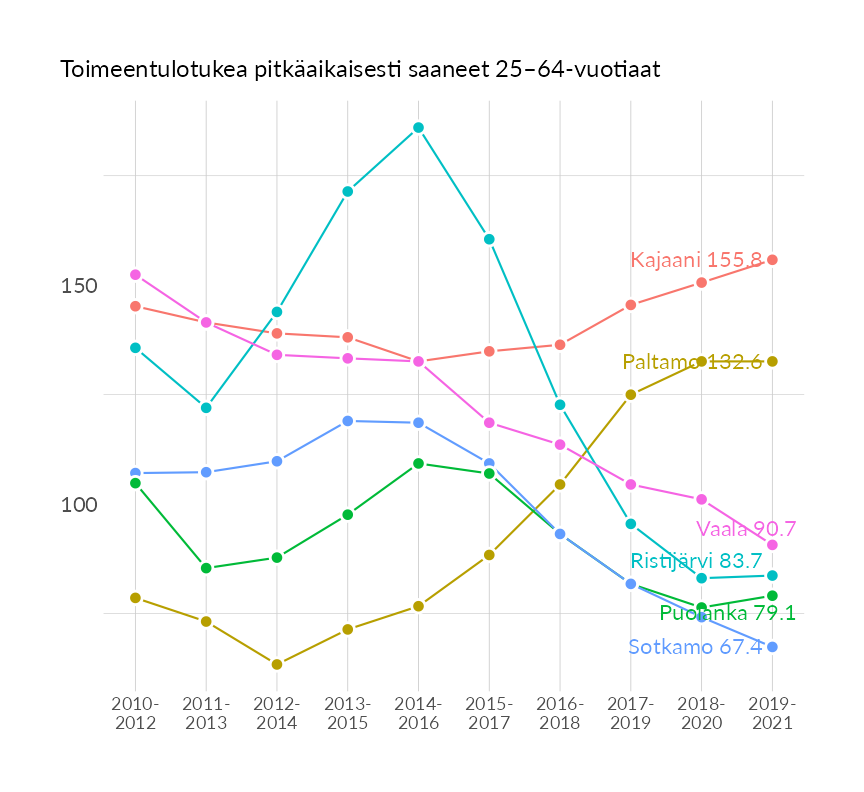 Toimeentulotukea pitkäaikaisesti saaneet 25–64-vuotiaat
Kajaani 155.8
150
Paltamo 132.6
100
Vaala 90.7
Ristijärvi 83.7
Puolanka 79.1
Sotkamo 67.4
2010- 2011- 2012- 2013- 2014- 2015- 2016- 2017- 2018- 2019-
2012 2013 2014 2015 2016 2017 2018 2019 2020 2021